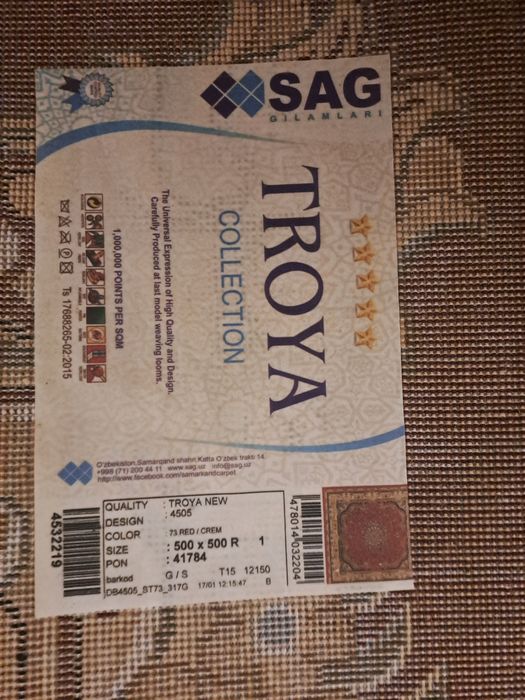 SAG
GILAMLARI
TROYA
COLLECTION
The Universal Expression of High Quality and Design.
Carefully Produced at last model weaving looms.
1,000,000 POINTS PER SQM
Ts 17688265-02:2015
O'zbekiston,Samarqand shahri,Katta O'zbek trakti 14,
+998 (71) 200 44 11 www.sag.uz info@sag.uz
http://www.facebook.com/samarkandcarpet
QUALITY : TROYA NEW
DESIGN : 4505
COLOR : 73 RED / CREM
SIZE : 500 x 500 R 1
PON : 41784
barkod G / S T15 12150
DB4505_ST73_317G 17/01 12:15:47 B
4532219
478014 032204